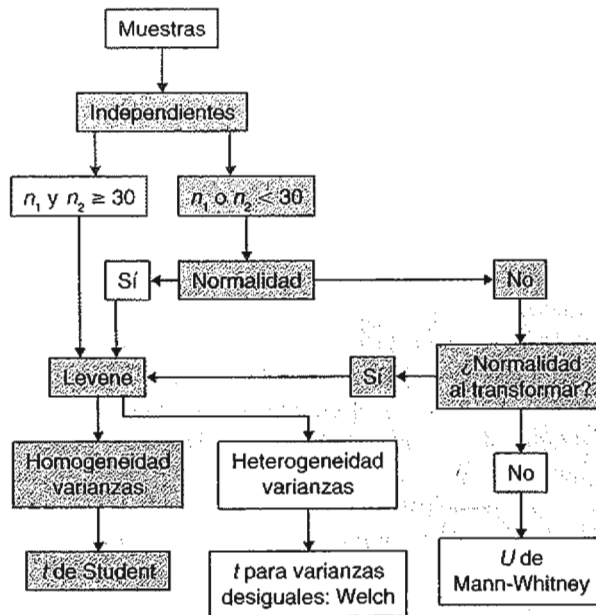 Muestras
Independientes
n₁ y n₂ ≥ 30
n₁ o n₂ < 30
Sí
Normalidad
No
Levene
Sí
¿Normalidad
al transformar?
Homogeneidad
varianzas
Heterogeneidad
varianzas
No
t de Student
t para varianzas
desiguales: Welch
U de
Mann-Whitney